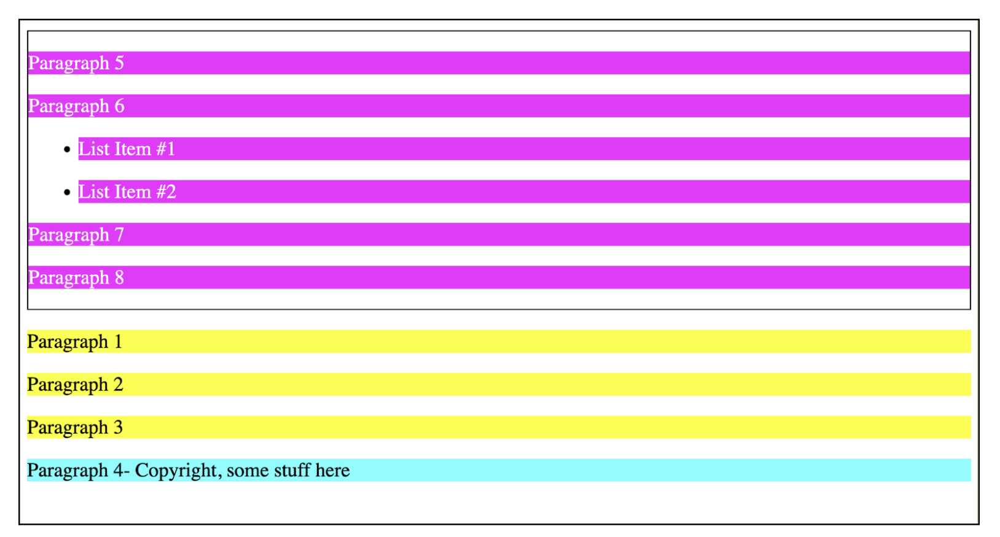 Paragraph 5
Paragraph 6
• List Item #1
• List Item #2
Paragraph 7
Paragraph 8
Paragraph 1
Paragraph 2
Paragraph 3
Paragraph 4- Copyright, some stuff here